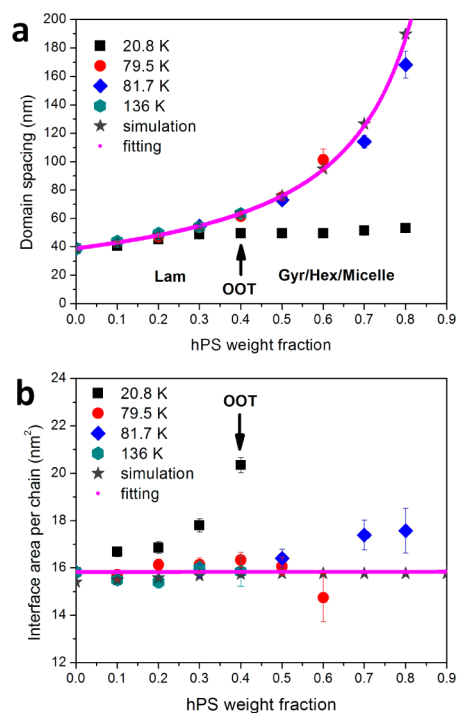 a
20.8 K
79.5 K
81.7 K
136 K
simulation
fitting
200
180
160
140
120
100
80
60
40
20
0
Domain spacing (nm)
Lam
OOT
Gyr/Hex/Micelle
0.0 0.1 0.2 0.3 0.4 0.5 0.6 0.7 0.8 0.9
hPS weight fraction
b
20.8 K
79.5 K
81.7 K
136 K
simulation
fitting
OOT
24
22
20
18
16
14
12
Interface area per chain (nm²)
0.0 0.1 0.2 0.3 0.4 0.5 0.6 0.7 0.8 0.9
hPS weight fraction